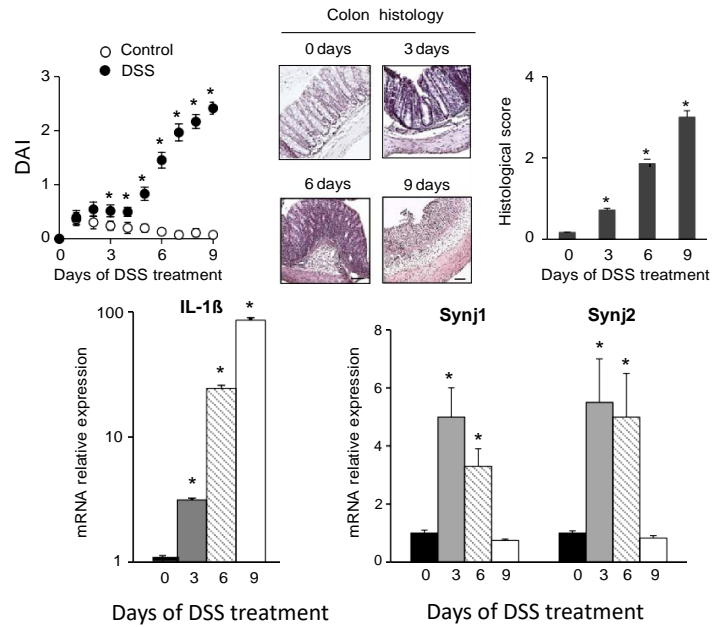 Colon histology
Control
DSS
0 days
3 days
6 days
9 days
DAI
3
2
1
0
* * * * * * *
0 3 6 9
Days of DSS treatment
Histological score
4
2
0
* * *
0 3 6 9
Days of DSS treatment
IL-1ß
mRNA relative expression
100
10
1
* * *
0 3 6 9
Days of DSS treatment
Synj1
Synj2
mRNA relative expression
8
6
4
2
0
* * * *
0 3 6 9
0 3 6 9
Days of DSS treatment